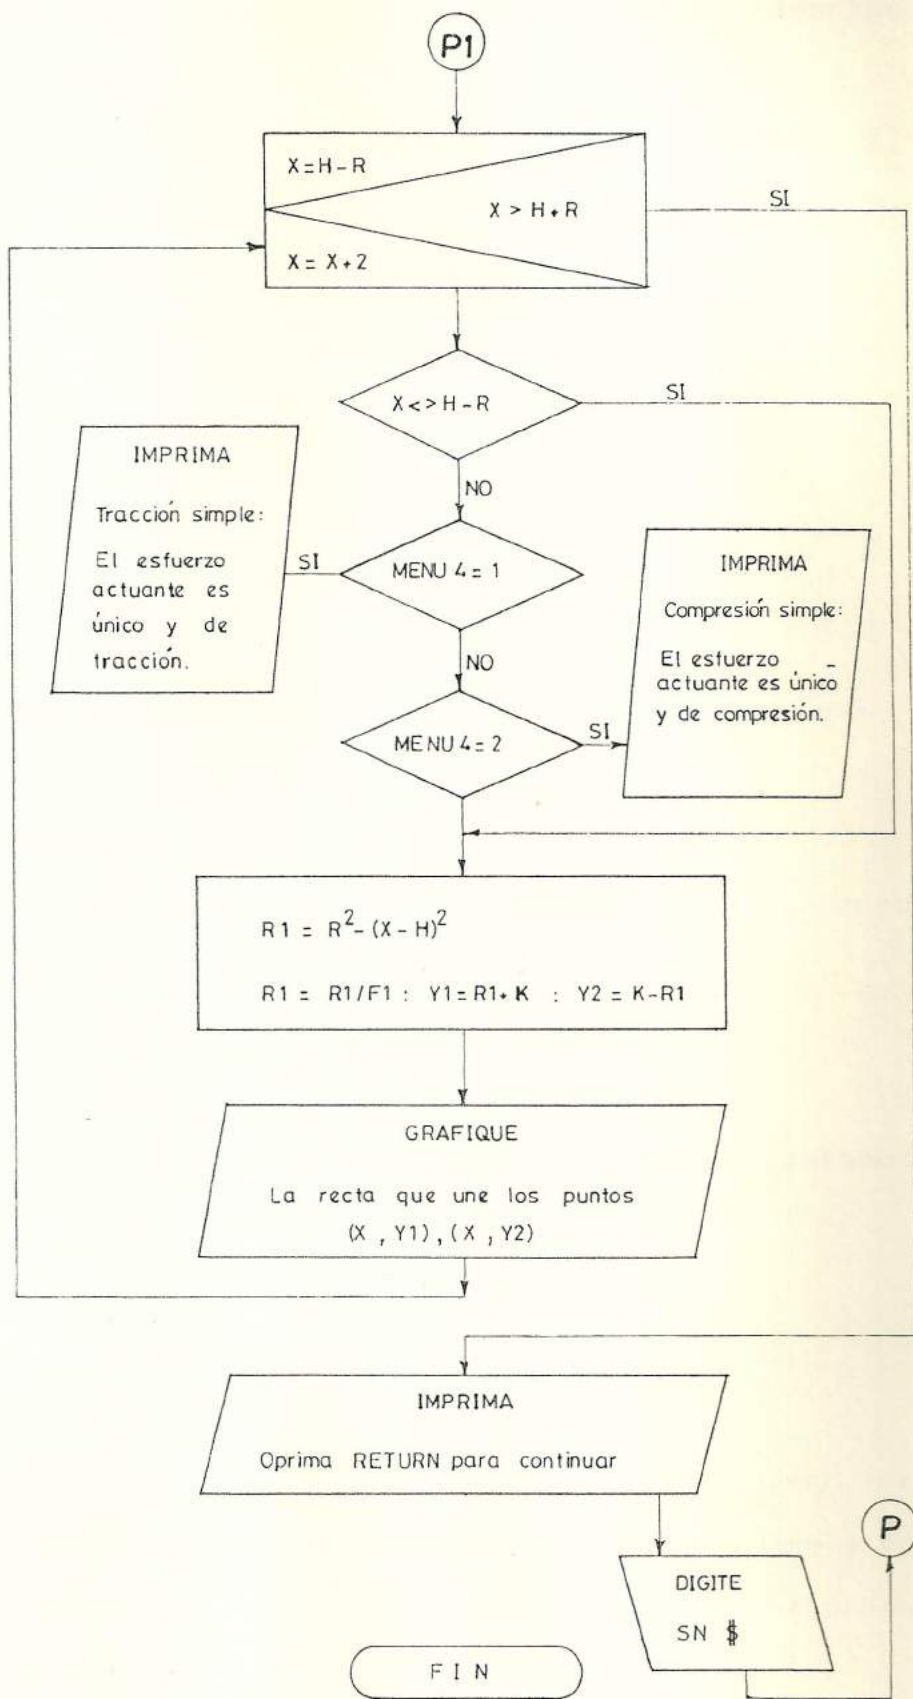 P1
X=H-R
X > H+R
SI
X= X+2
X<>H-R
SI
NO
IMPRIMA
Tracción simple:
El esfuerzo
actuante es
único y de
tracción.
SI
MENU 4= 1
NO
IMPRIMA
Compresión simple:
El esfuerzo _
actuante es único
y de compresión.
MENU 4= 2
SI
R1 = R²-(X-H)²
R1 = R1/F1 : Y1=R1+K : Y2 = K-R1
GRAFIQUE
La recta que une los puntos
(X , Y1) , (X , Y2)
IMPRIMA
Oprima RETURN para continuar
P
DIGITE
SN $
F I N